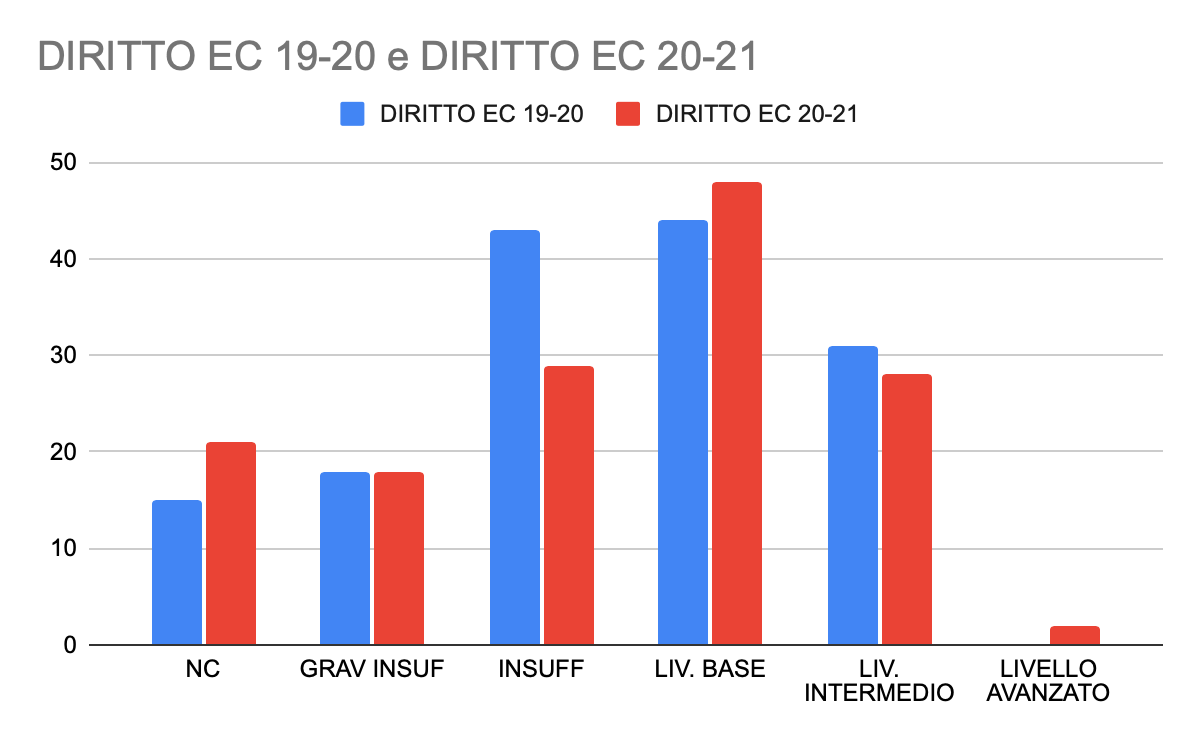 DIRITTO EC 19-20 e DIRITTO EC 20-21
DIRITTO EC 19-20 DIRITTO EC 20-21
50
40
30
20
10
0
NC GRAV INSUF INSUFF LIV. BASE LIV. INTERMEDIO LIVELLO AVANZATO